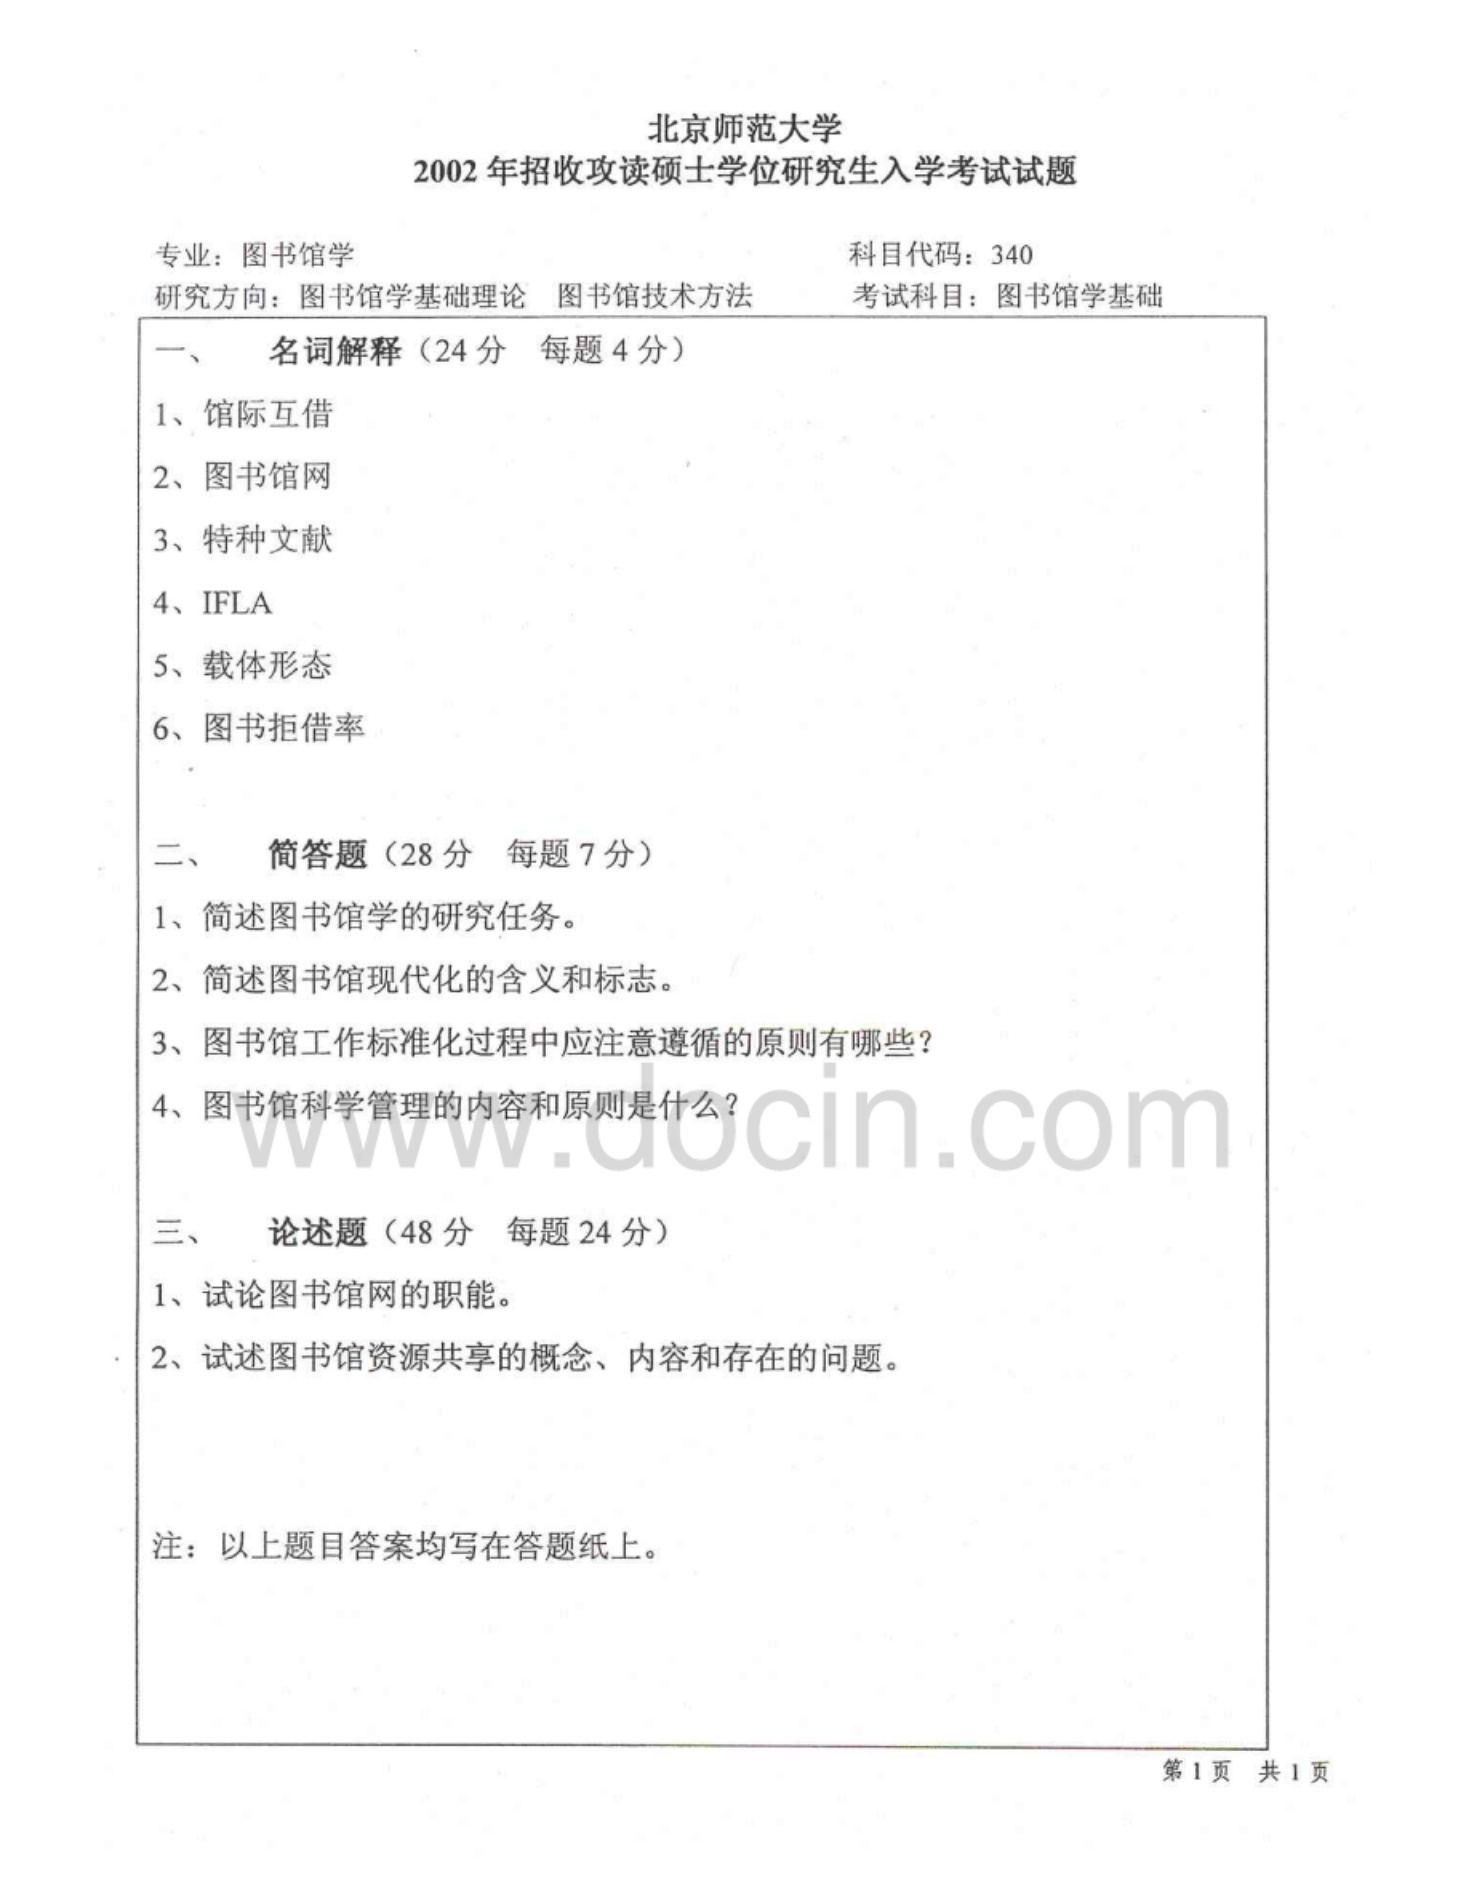 北京师范大学
2002 年招收攻读硕士学位研究生入学考试试题
专业：图书馆学 科目代码：340
研究方向：图书馆学基础理论 图书馆技术方法 考试科目：图书馆学基础
一、 名词解释（24 分 每题 4 分）
1、馆际互借
2、图书馆网
3、特种文献
4、IFLA
5、载体形态
6、图书拒借率
二、 简答题（28 分 每题 7 分）
1、简述图书馆学的研究任务。
2、简述图书馆现代化的含义和标志。
3、图书馆工作标准化过程中应注意遵循的原则有哪些？
4、图书馆科学管理的内容和原则是什么？
www.docin.com
三、 论述题（48 分 每题 24 分）
1、试论图书馆网的职能。
2、试述图书馆资源共享的概念、内容和存在的问题。
注：以上题目答案均写在答题纸上。
第 1 页 共 1 页